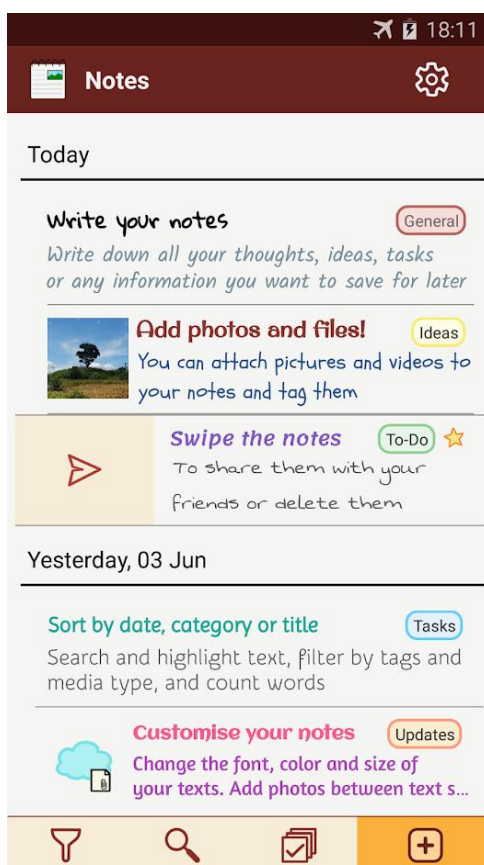 18:11
Notes
Today
Write your notes
General
Write down all your thoughts, ideas, tasks
or any information you want to save for later
Add photos and files!
Ideas
You can attach pictures and videos to
your notes and tag them
Swipe the notes
To-Do
To share them with your
friends or delete them
Yesterday, 03 Jun
Sort by date, category or title
Tasks
Search and highlight text, filter by tags and
media type, and count words
Customise your notes
Updates
Change the font, color and size of
your texts. Add photos between text s...